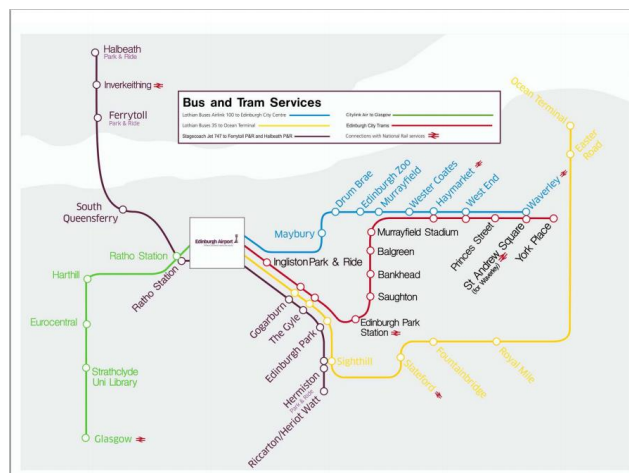 Halbeath
Park & Ride
Inverkeithing
Ferrytoll
Park & Ride
South
Queensferry
Bus and Tram Services
Lothian Buses Airlink 100 to Edinburgh City Centre
Lothian Buses 35 to Ocean Terminal
Stagecoach Jet 747 to Ferrytoll P&R and Halbeath P&R
Citylink Air to Glasgow
Edinburgh City Trams
Connections with National Rail services
Ocean Terminal
Easter
Road
Maybury
Drum Brae
Edinburgh Zoo
Murrayfield
Wester Coates
Haymarket
West End
Waverley
Edinburgh Airport
Ratho Station
Ratho Station
Harthill
Eurocentral
Strathclyde
Uni Library
Glasgow
Ingliston Park & Ride
Murrayfield Stadium
Balgreen
Bankhead
Saughton
Edinburgh Park
Station
Princes Street
St Andrew Square
(for Waverley)
York Place
Gogarburn
The Gyle
Edinburgh Park
Hermiston
Park & Ride
Riccarton/Heriot Watt
Sighthill
Slateford
Fountainbridge
Royal Mile